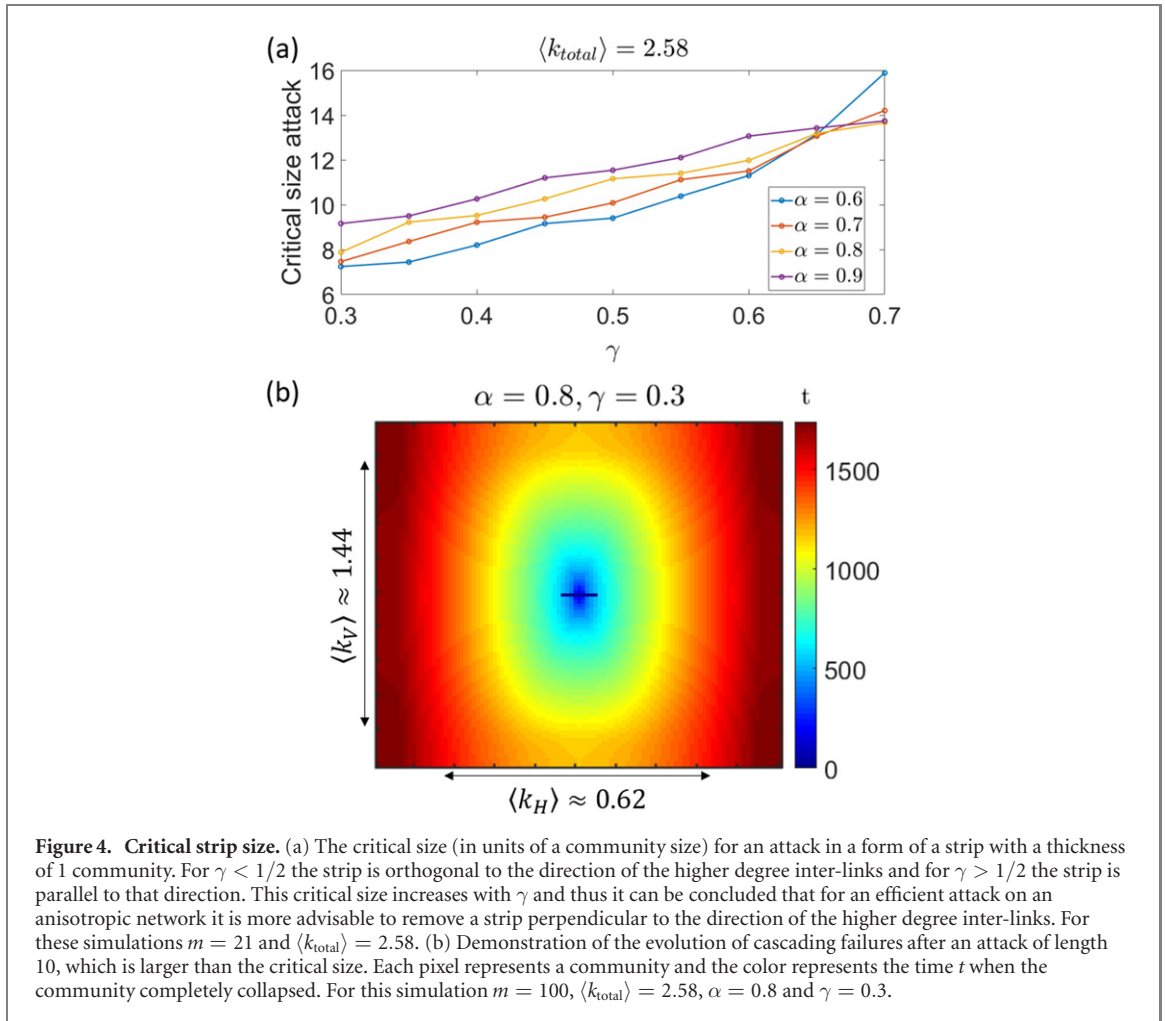 (a)
⟨k_total⟩ = 2.58
Critical size attack
16
14
12
10
8
6
0.3 0.4 0.5 0.6 0.7
γ
α = 0.6
α = 0.7
α = 0.8
α = 0.9
(b)
α = 0.8, γ = 0.3
t
1500
1000
500
0
⟨k_V⟩ ≈ 1.44
⟨k_H⟩ ≈ 0.62
Figure 4. Critical strip size. (a) The critical size (in units of a community size) for an attack in a form of a strip with a thickness
of 1 community. For γ < 1/2 the strip is orthogonal to the direction of the higher degree inter-links and for γ > 1/2 the strip is
parallel to that direction. This critical size increases with γ and thus it can be concluded that for an efficient attack on an
anisotropic network it is more advisable to remove a strip perpendicular to the direction of the higher degree inter-links. For
these simulations m = 21 and ⟨k_total⟩ = 2.58. (b) Demonstration of the evolution of cascading failures after an attack of length
10, which is larger than the critical size. Each pixel represents a community and the color represents the time t when the
community completely collapsed. For this simulation m = 100, ⟨k_total⟩ = 2.58, α = 0.8 and γ = 0.3.